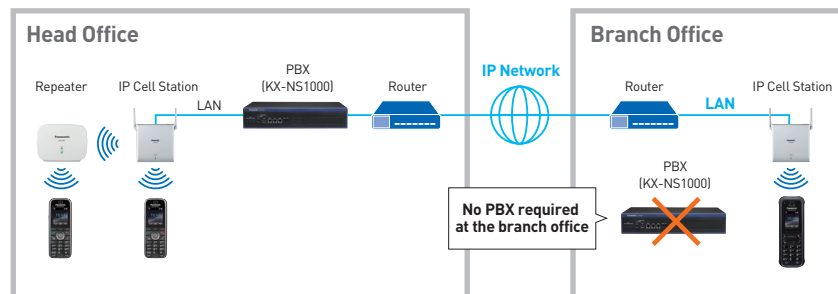 Head Office
Branch Office
Repeater
IP Cell Station
LAN
PBX
(KX-NS1000)
Router
IP Network
Router
LAN
IP Cell Station
PBX
(KX-NS1000)
No PBX required
at the branch office
Panasonic